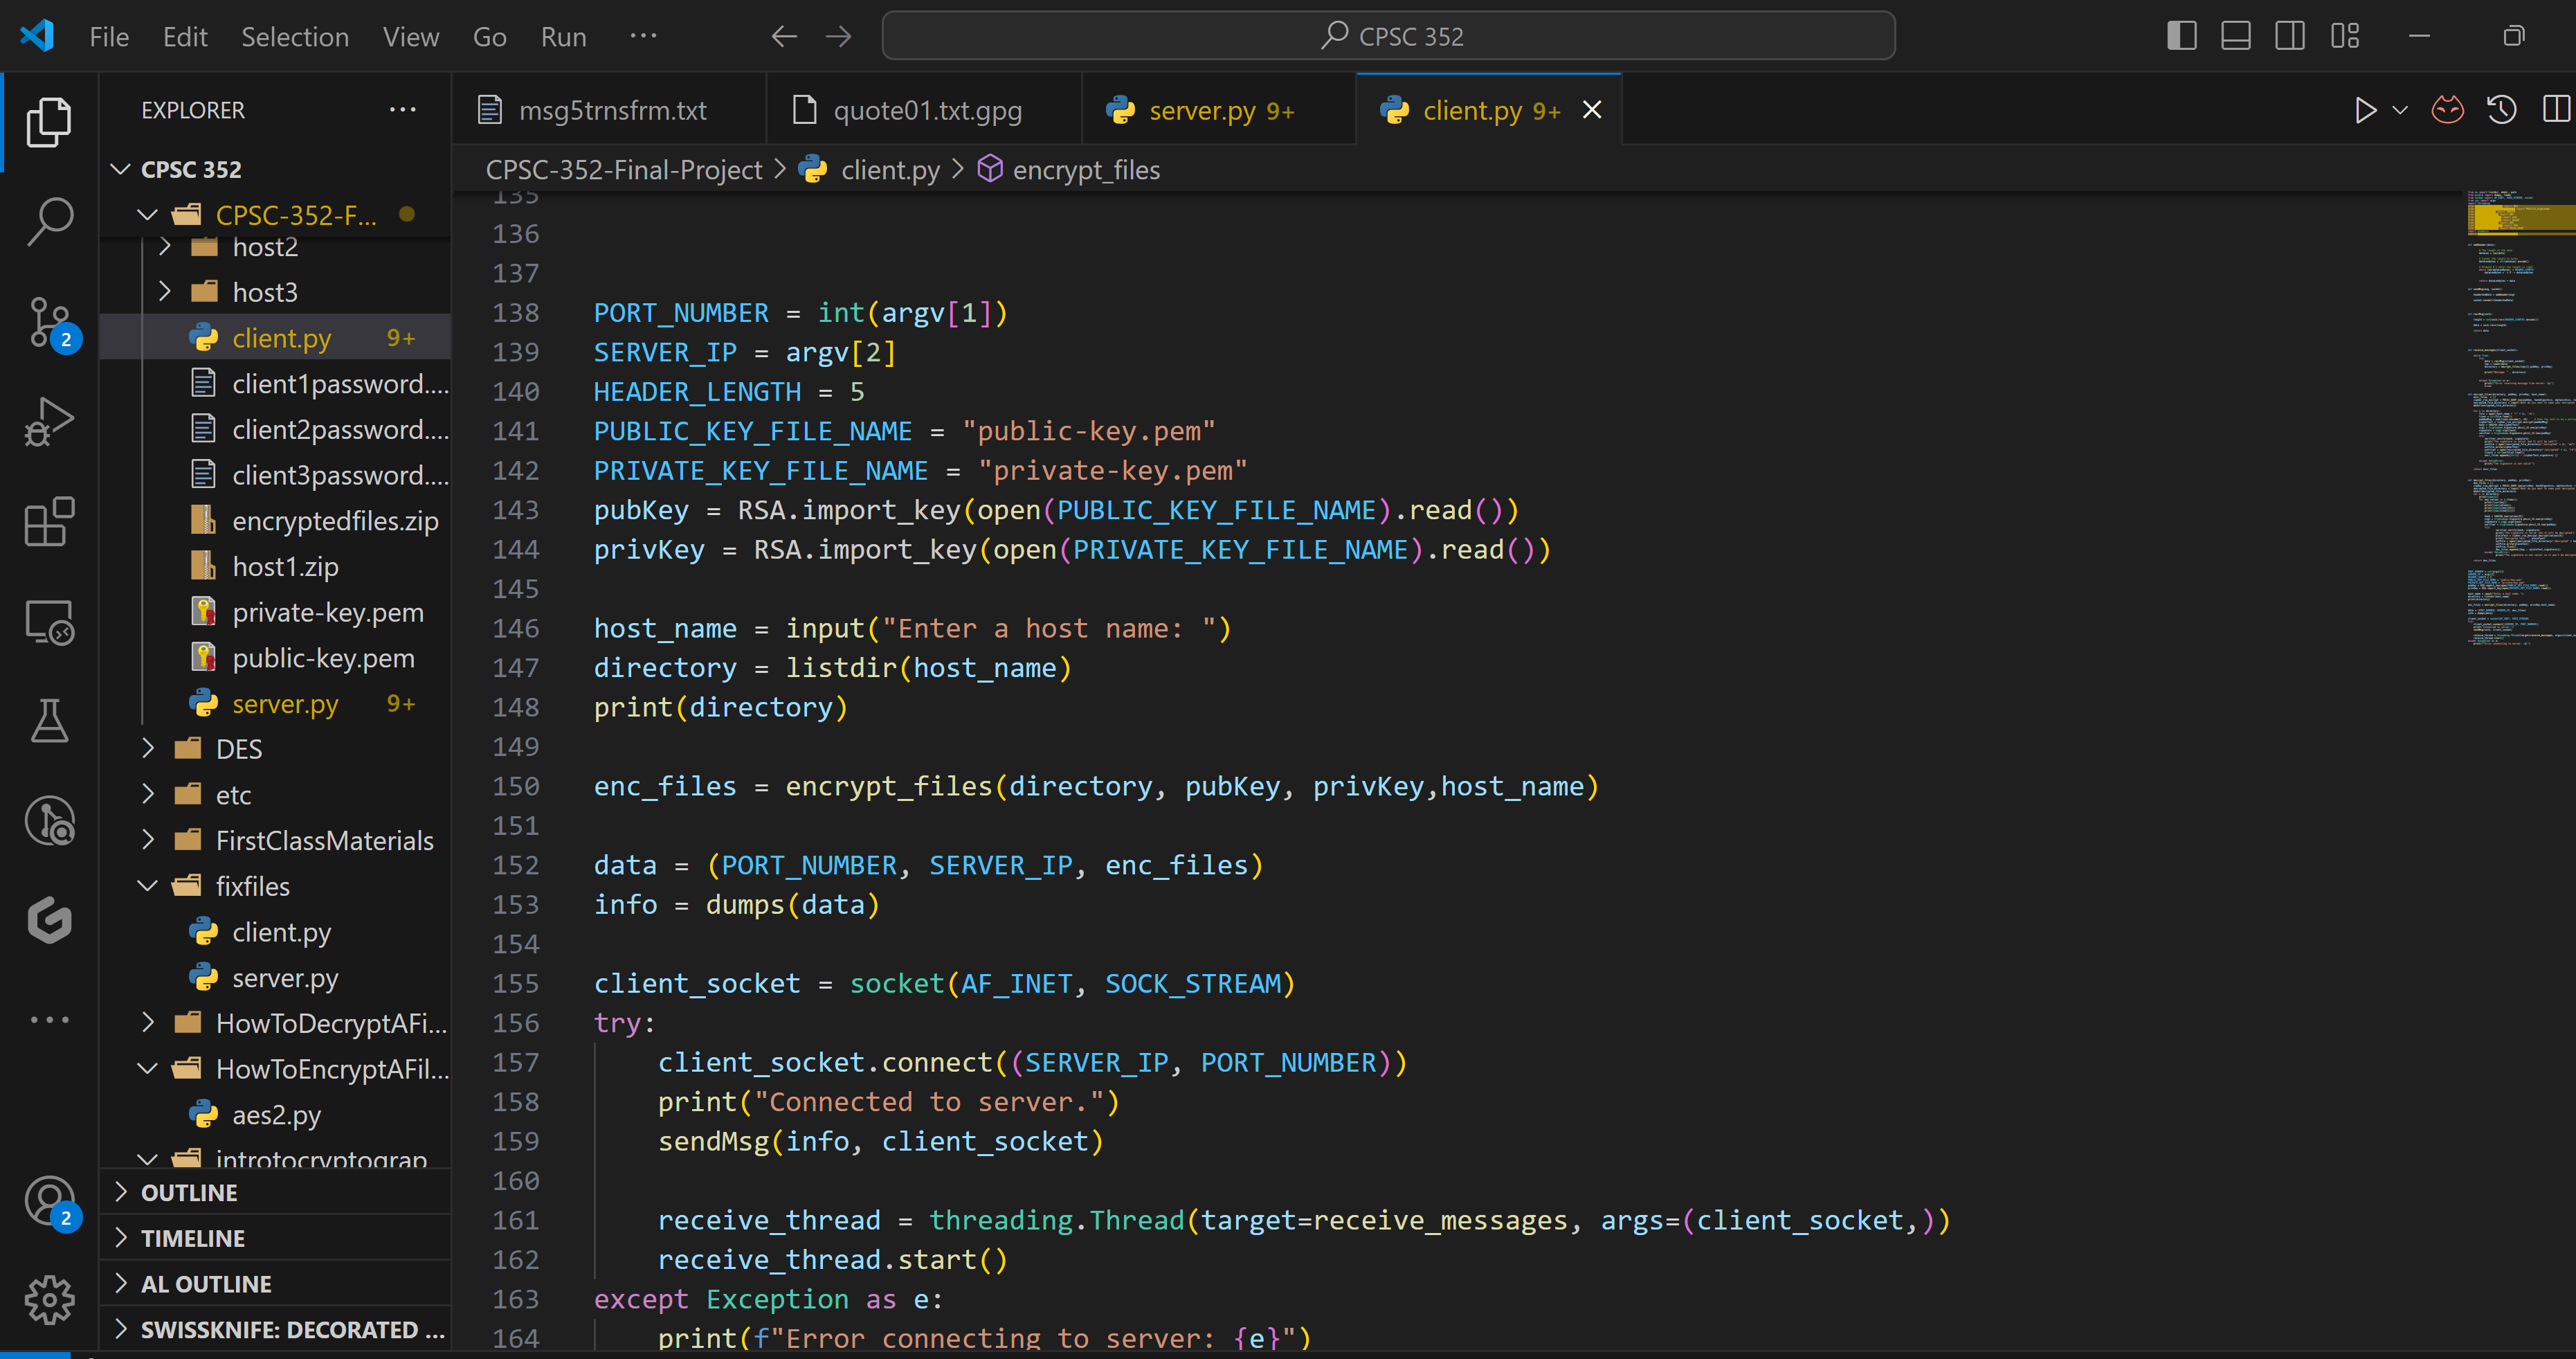 File Edit Selection View Go Run ···
CPSC 352
EXPLORER ···
CPSC 352
CPSC-352-F...
host2
host3
client.py 9+
client1password....
client2password....
client3password....
encryptedfiles.zip
host1.zip
private-key.pem
public-key.pem
server.py 9+
DES
etc
FirstClassMaterials
fixfiles
client.py
server.py
HowToDecryptAFi...
HowToEncryptAFil...
aes2.py
introtocryptograp
OUTLINE
TIMELINE
AL OUTLINE
SWISSKNIFE: DECORATED ...
2
2
msg5trnsfrm.txt
quote01.txt.gpg
server.py 9+
client.py 9+
CPSC-352-Final-Project > client.py > encrypt_files
135
136
137
138 PORT_NUMBER = int(argv[1])
139 SERVER_IP = argv[2]
140 HEADER_LENGTH = 5
141 PUBLIC_KEY_FILE_NAME = "public-key.pem"
142 PRIVATE_KEY_FILE_NAME = "private-key.pem"
143 pubKey = RSA.import_key(open(PUBLIC_KEY_FILE_NAME).read())
144 privKey = RSA.import_key(open(PRIVATE_KEY_FILE_NAME).read())
145
146 host_name = input("Enter a host name: ")
147 directory = listdir(host_name)
148 print(directory)
149
150 enc_files = encrypt_files(directory, pubKey, privKey,host_name)
151
152 data = (PORT_NUMBER, SERVER_IP, enc_files)
153 info = dumps(data)
154
155 client_socket = socket(AF_INET, SOCK_STREAM)
156 try:
157 client_socket.connect((SERVER_IP, PORT_NUMBER))
158 print("Connected to server.")
159 sendMsg(info, client_socket)
160
161 receive_thread = threading.Thread(target=receive_messages, args=(client_socket,))
162 receive_thread.start()
163 except Exception as e:
164 print(f"Error connecting to server: {e}")